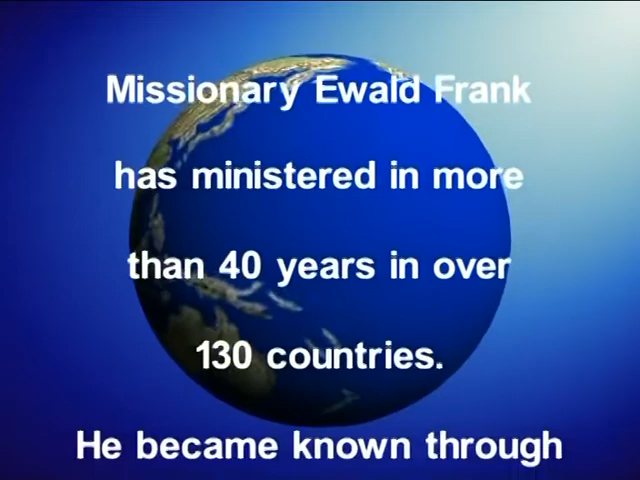 Missionary Ewald Frank
has ministered in more
than 40 years in over
130 countries.
He became known through